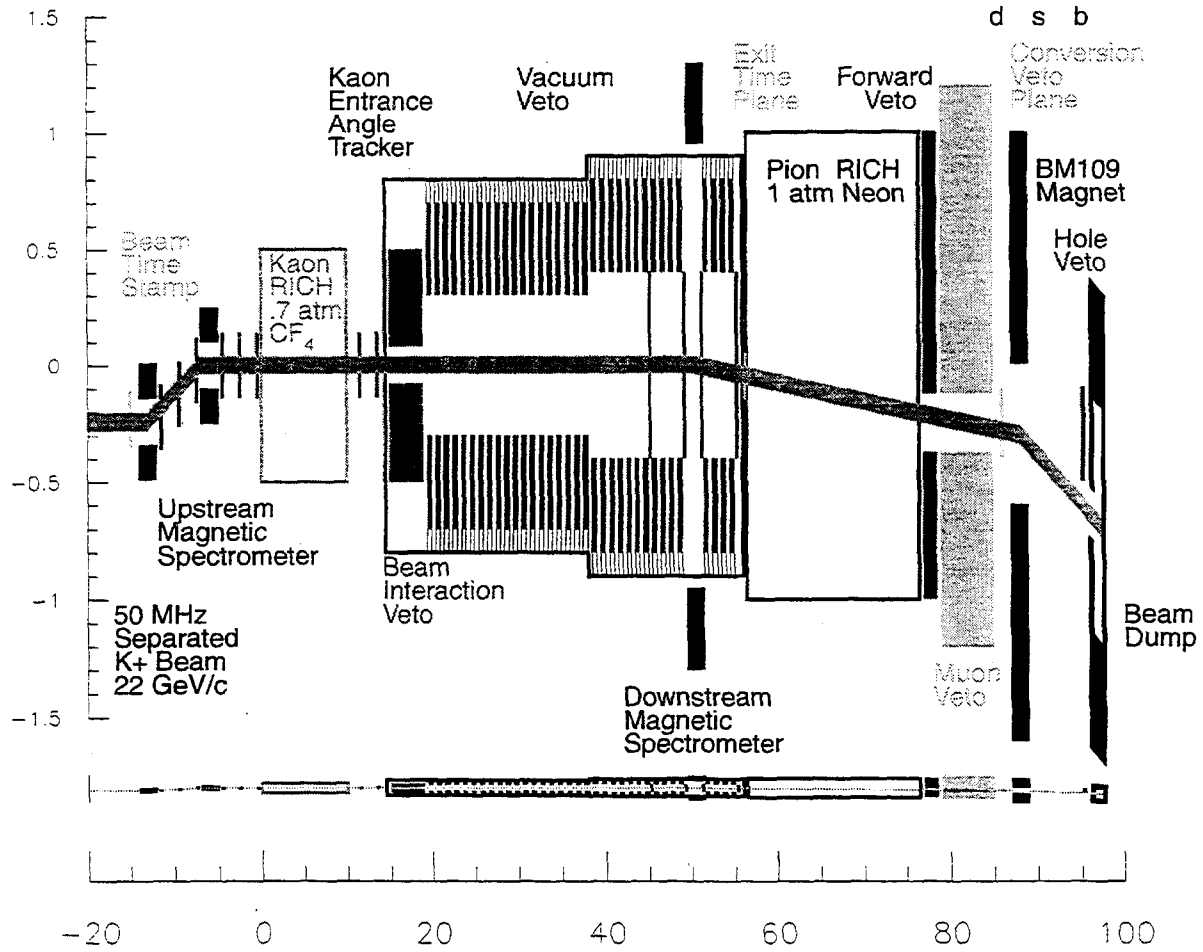 d s b
1.5
1
0.5
0
-0.5
-1
-1.5
Kaon
Entrance
Angle
Tracker
Vacuum
Veto
Exit
Time
Plane
Forward
Veto
Conversion
Veto
Plane
Pion RICH
1 atm Neon
BM109
Magnet
Hole
Veto
Beam
Time
Stamp
Kaon
RICH
.7 atm
CF₄
Upstream
Magnetic
Spectrometer
Beam
Interaction
Veto
50 MHz
Separated
K+ Beam
22 GeV/c
Downstream
Magnetic
Spectrometer
Muon
Veto
Beam
Dump
-20 0 20 40 60 80 100